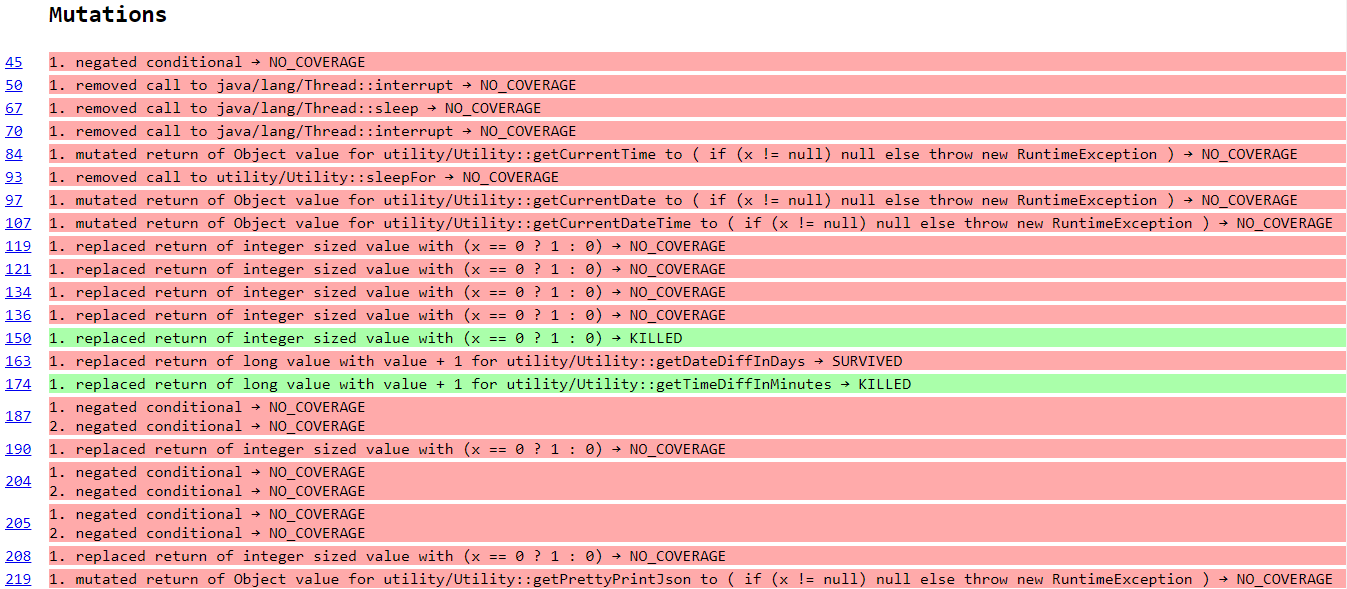 Mutations
45 1. negated conditional → NO_COVERAGE
50 1. removed call to java/lang/Thread::interrupt → NO_COVERAGE
67 1. removed call to java/lang/Thread::sleep → NO_COVERAGE
70 1. removed call to java/lang/Thread::interrupt → NO_COVERAGE
84 1. mutated return of Object value for utility/Utility::getCurrentTime to ( if (x != null) null else throw new RuntimeException ) → NO_COVERAGE
93 1. removed call to utility/Utility::sleepFor → NO_COVERAGE
97 1. mutated return of Object value for utility/Utility::getCurrentDate to ( if (x != null) null else throw new RuntimeException ) → NO_COVERAGE
107 1. mutated return of Object value for utility/Utility::getCurrentDateTime to ( if (x != null) null else throw new RuntimeException ) → NO_COVERAGE
119 1. replaced return of integer sized value with (x == 0 ? 1 : 0) → NO_COVERAGE
121 1. replaced return of integer sized value with (x == 0 ? 1 : 0) → NO_COVERAGE
134 1. replaced return of integer sized value with (x == 0 ? 1 : 0) → NO_COVERAGE
136 1. replaced return of integer sized value with (x == 0 ? 1 : 0) → NO_COVERAGE
150 1. replaced return of integer sized value with (x == 0 ? 1 : 0) → KILLED
163 1. replaced return of long value with value + 1 for utility/Utility::getDateDiffInDays → SURVIVED
174 1. replaced return of long value with value + 1 for utility/Utility::getTimeDiffInMinutes → KILLED
187 1. negated conditional → NO_COVERAGE
2. negated conditional → NO_COVERAGE
190 1. replaced return of integer sized value with (x == 0 ? 1 : 0) → NO_COVERAGE
204 1. negated conditional → NO_COVERAGE
2. negated conditional → NO_COVERAGE
205 1. negated conditional → NO_COVERAGE
2. negated conditional → NO_COVERAGE
208 1. replaced return of integer sized value with (x == 0 ? 1 : 0) → NO_COVERAGE
219 1. mutated return of Object value for utility/Utility::getPrettyPrintJson to ( if (x != null) null else throw new RuntimeException ) → NO_COVERAGE